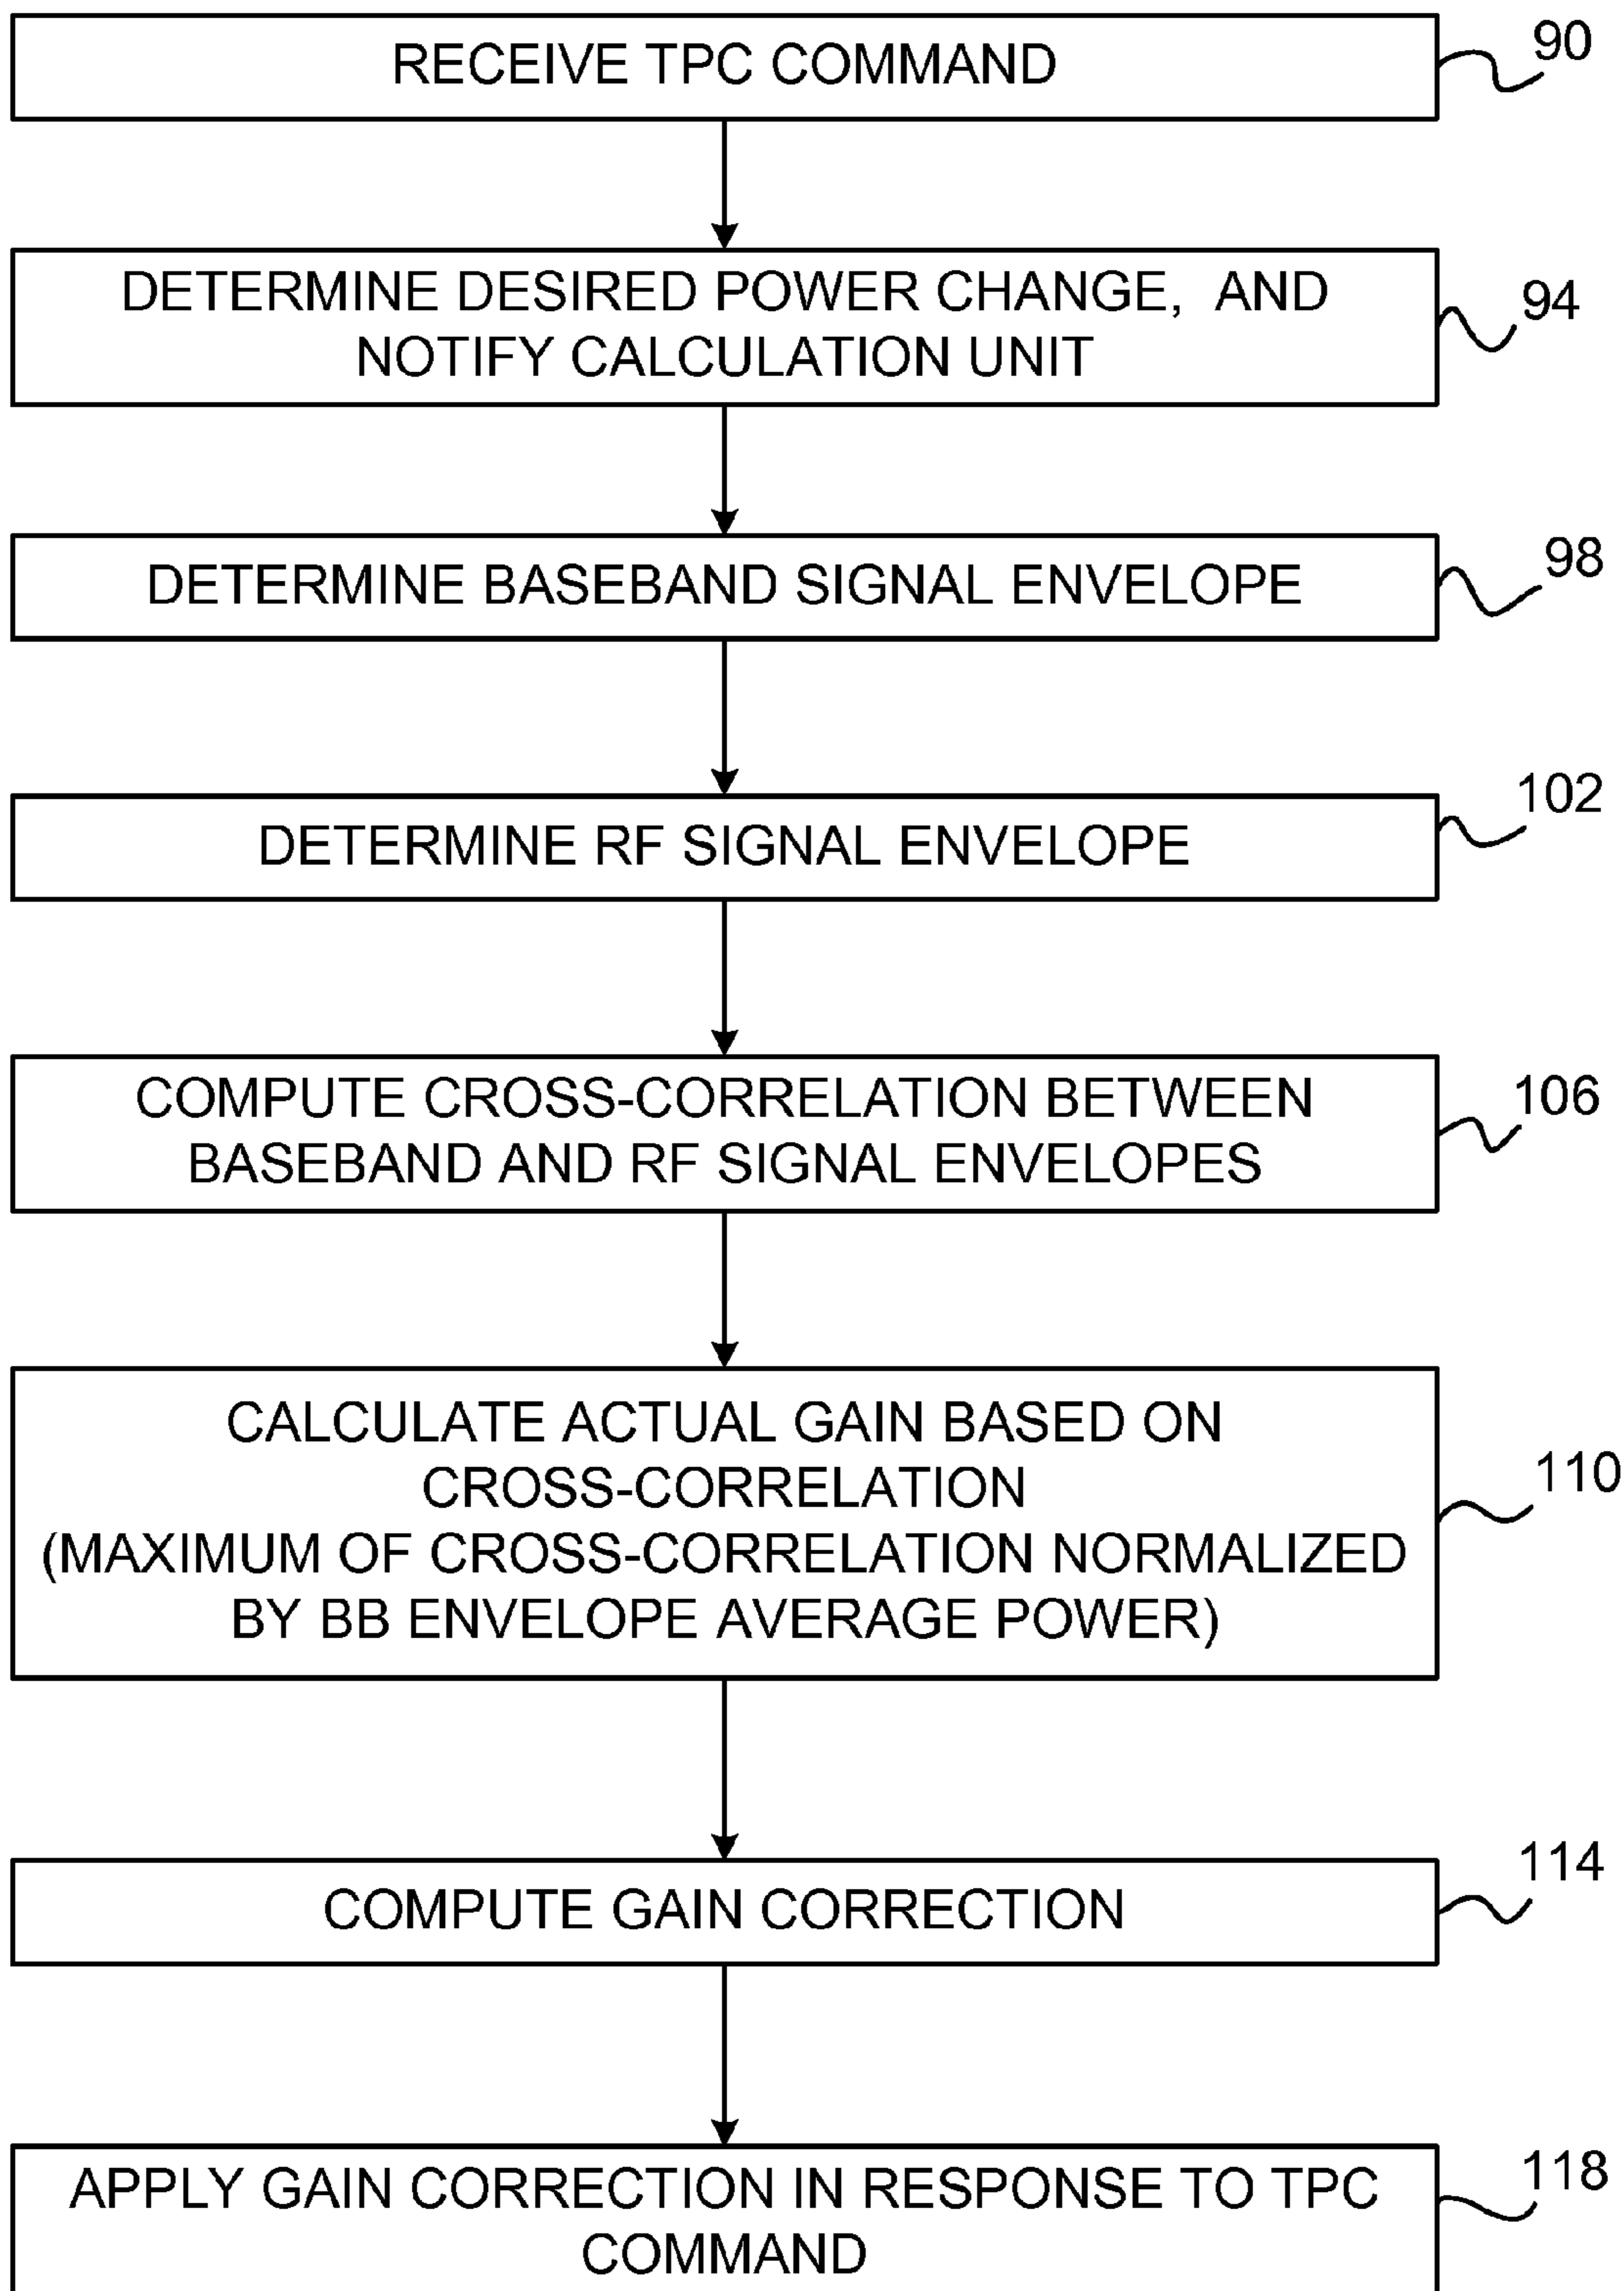 RECEIVE TPC COMMAND
90
DETERMINE DESIRED POWER CHANGE, AND
NOTIFY CALCULATION UNIT
94
DETERMINE BASEBAND SIGNAL ENVELOPE
98
DETERMINE RF SIGNAL ENVELOPE
102
COMPUTE CROSS-CORRELATION BETWEEN
BASEBAND AND RF SIGNAL ENVELOPES
106
CALCULATE ACTUAL GAIN BASED ON
CROSS-CORRELATION
(MAXIMUM OF CROSS-CORRELATION NORMALIZED
BY BB ENVELOPE AVERAGE POWER)
110
COMPUTE GAIN CORRECTION
114
APPLY GAIN CORRECTION IN RESPONSE TO TPC
COMMAND
118